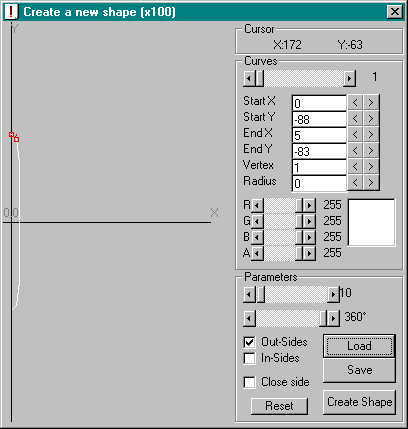 Create a new shape (x100)
Y
0.0
X
Cursor
X:172 Y:-63
Curves
1
Start X 0
Start Y -88
End X 5
End Y -83
Vertex 1
Radius 0
R 255
G 255
B 255
A 255
Parameters
10
360°
Out-Sides
In-Sides
Close side
Load
Save
Reset
Create Shape